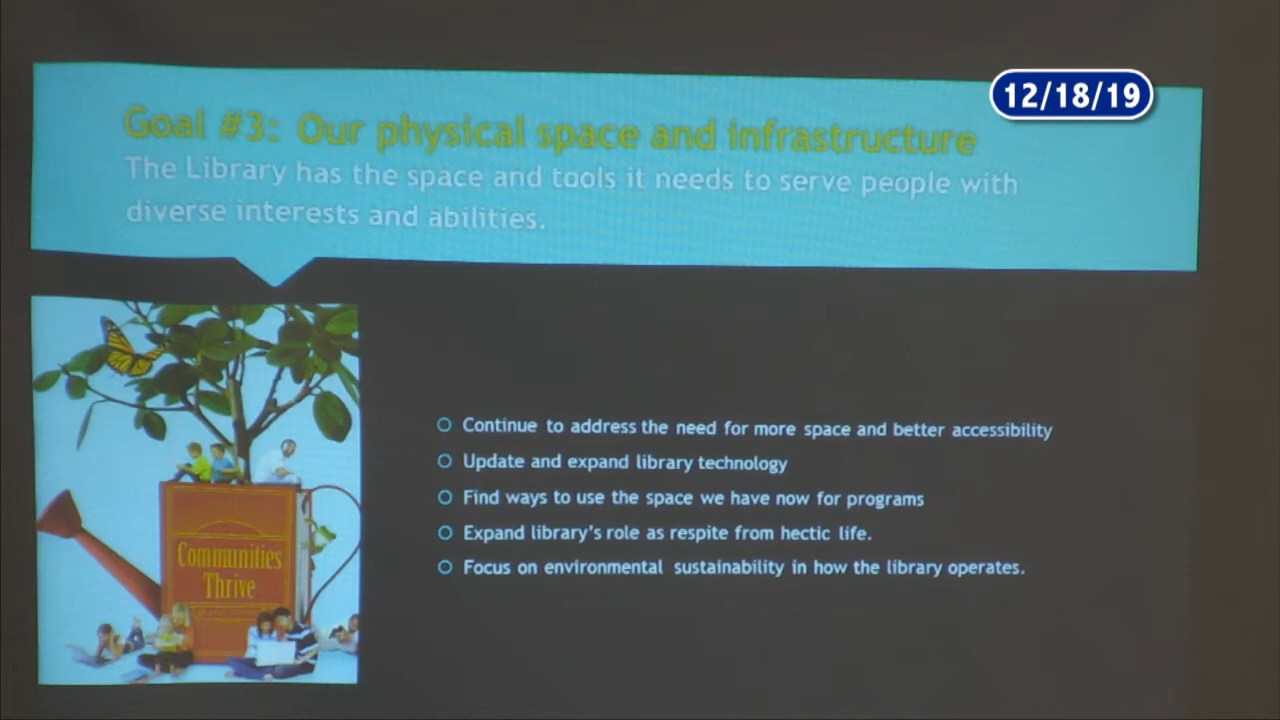 12/18/19
Goal #3: Our physical space and infrastructure
The Library has the space and tools it needs to serve people with
diverse interests and abilities.
Continue to address the need for more space and better accessibility
Update and expand library technology
Find ways to use the space we have now for programs
Expand library's role as respite from hectic life.
Focus on environmental sustainability in how the library operates.
Communities
Thrive